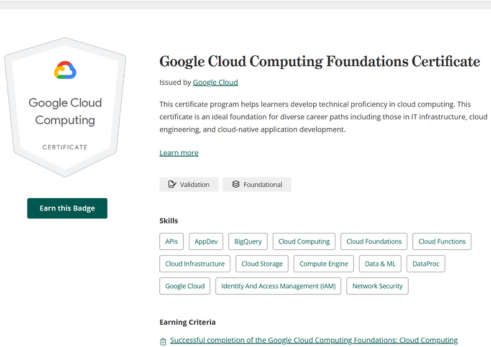 Google Cloud Computing Foundations Certificate
Issued by Google Cloud
Google Cloud
Computing
CERTIFICATE
This certificate program helps learners develop technical proficiency in cloud computing. This
certificate is an ideal foundation for diverse career paths including those in IT infrastructure, cloud
engineering, and cloud-native application development.
Learn more
Validation Foundational
Earn this Badge
Skills
APIs AppDev BigQuery Cloud Computing Cloud Foundations Cloud Functions
Cloud Infrastructure Cloud Storage Compute Engine Data & ML DataProc
Google Cloud Identity And Access Management (IAM) Network Security
Earning Criteria
Successful completion of the Google Cloud Computing Foundations: Cloud Computing